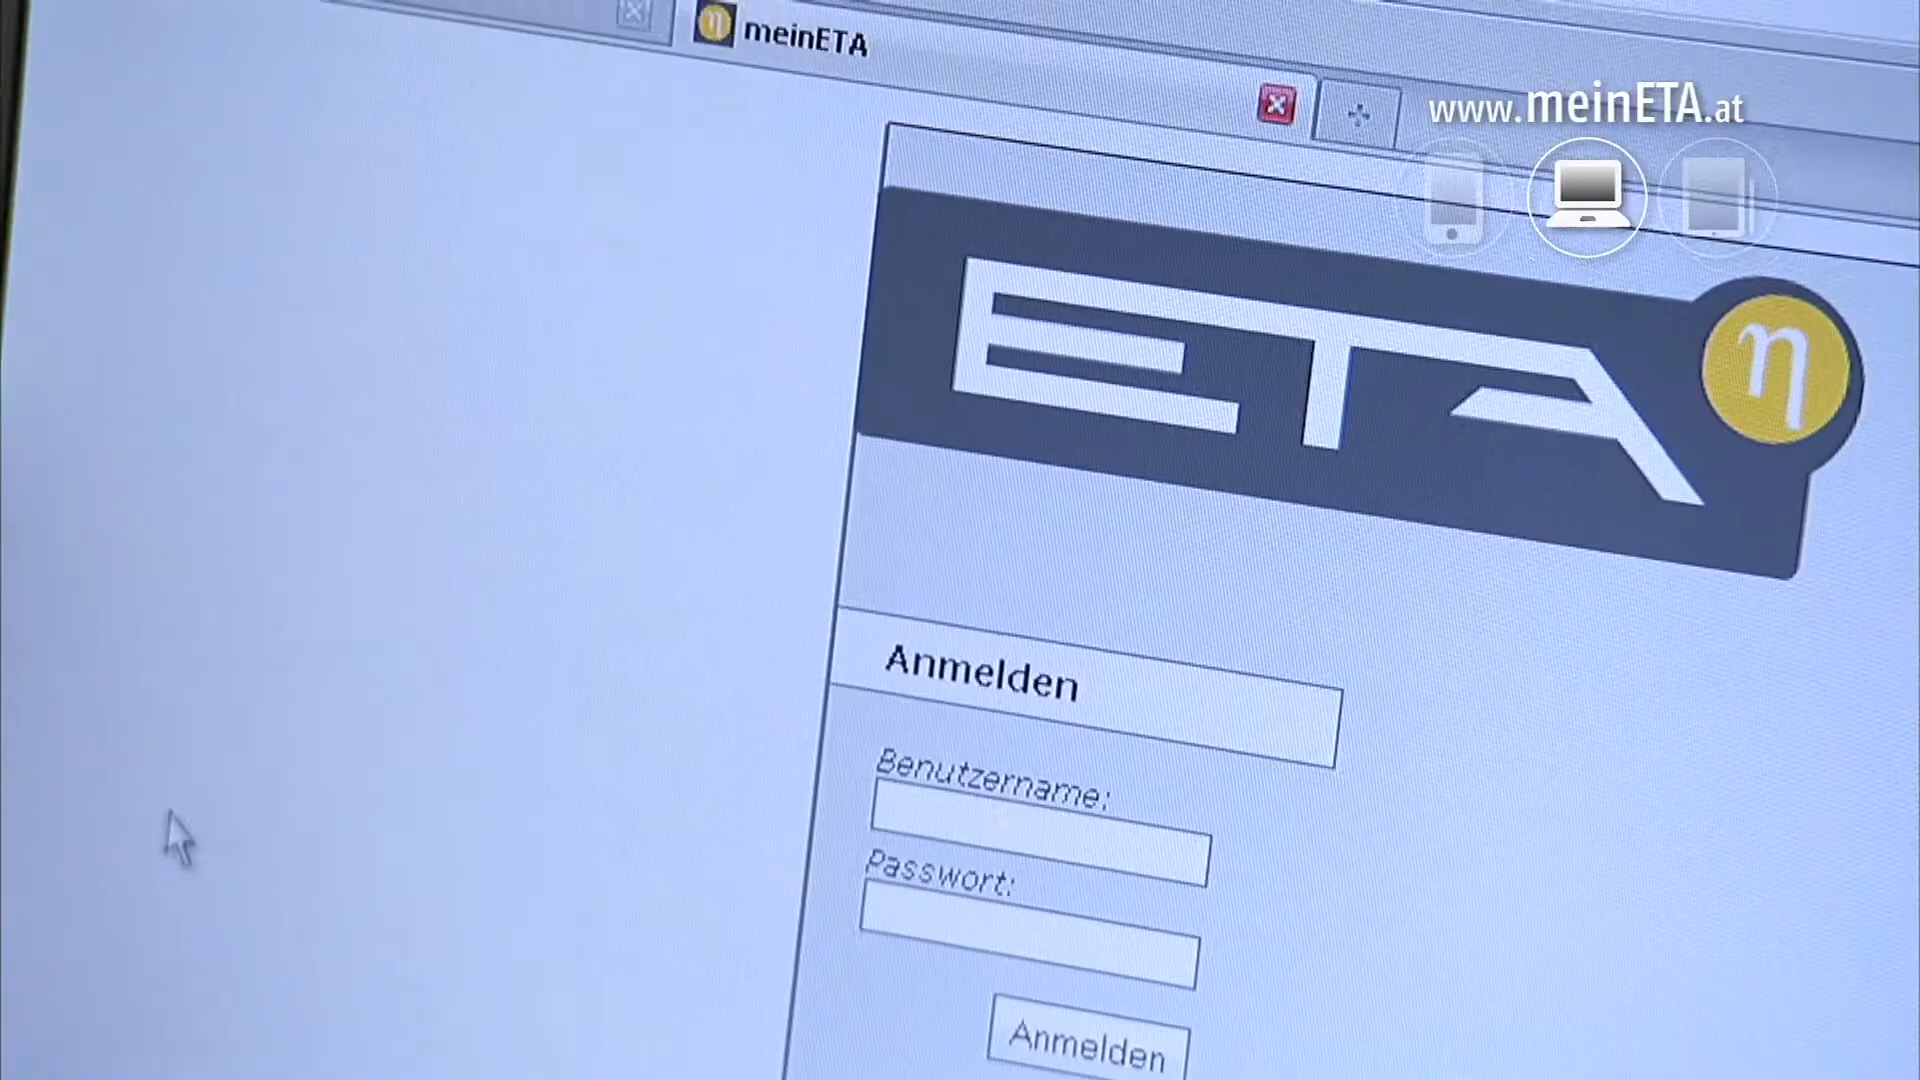 meinETA
www.meinETA.at
ETA
η
Anmelden
Benutzername:
Passwort:
Anmelden